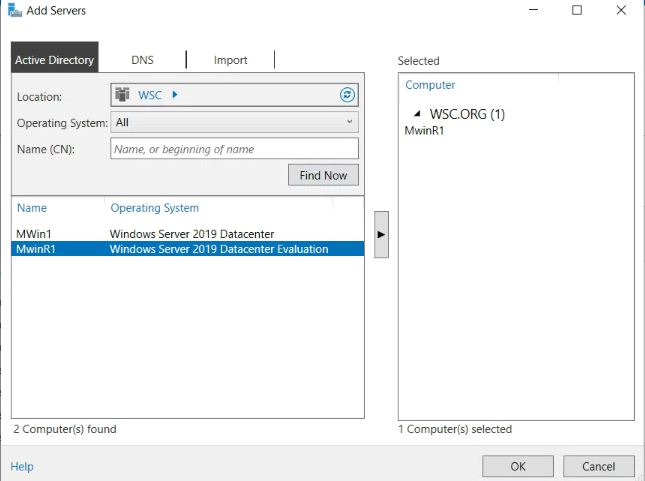 Add Servers
Active Directory
DNS
Import
Location:
WSC
Operating System:
All
Name (CN):
Name, or beginning of name
Find Now
Name Operating System
MWin1 Windows Server 2019 Datacenter
MwinR1 Windows Server 2019 Datacenter Evaluation
2 Computer(s) found
Selected
Computer
WSC.ORG (1)
MwinR1
1 Computer(s) selected
Help
OK
Cancel